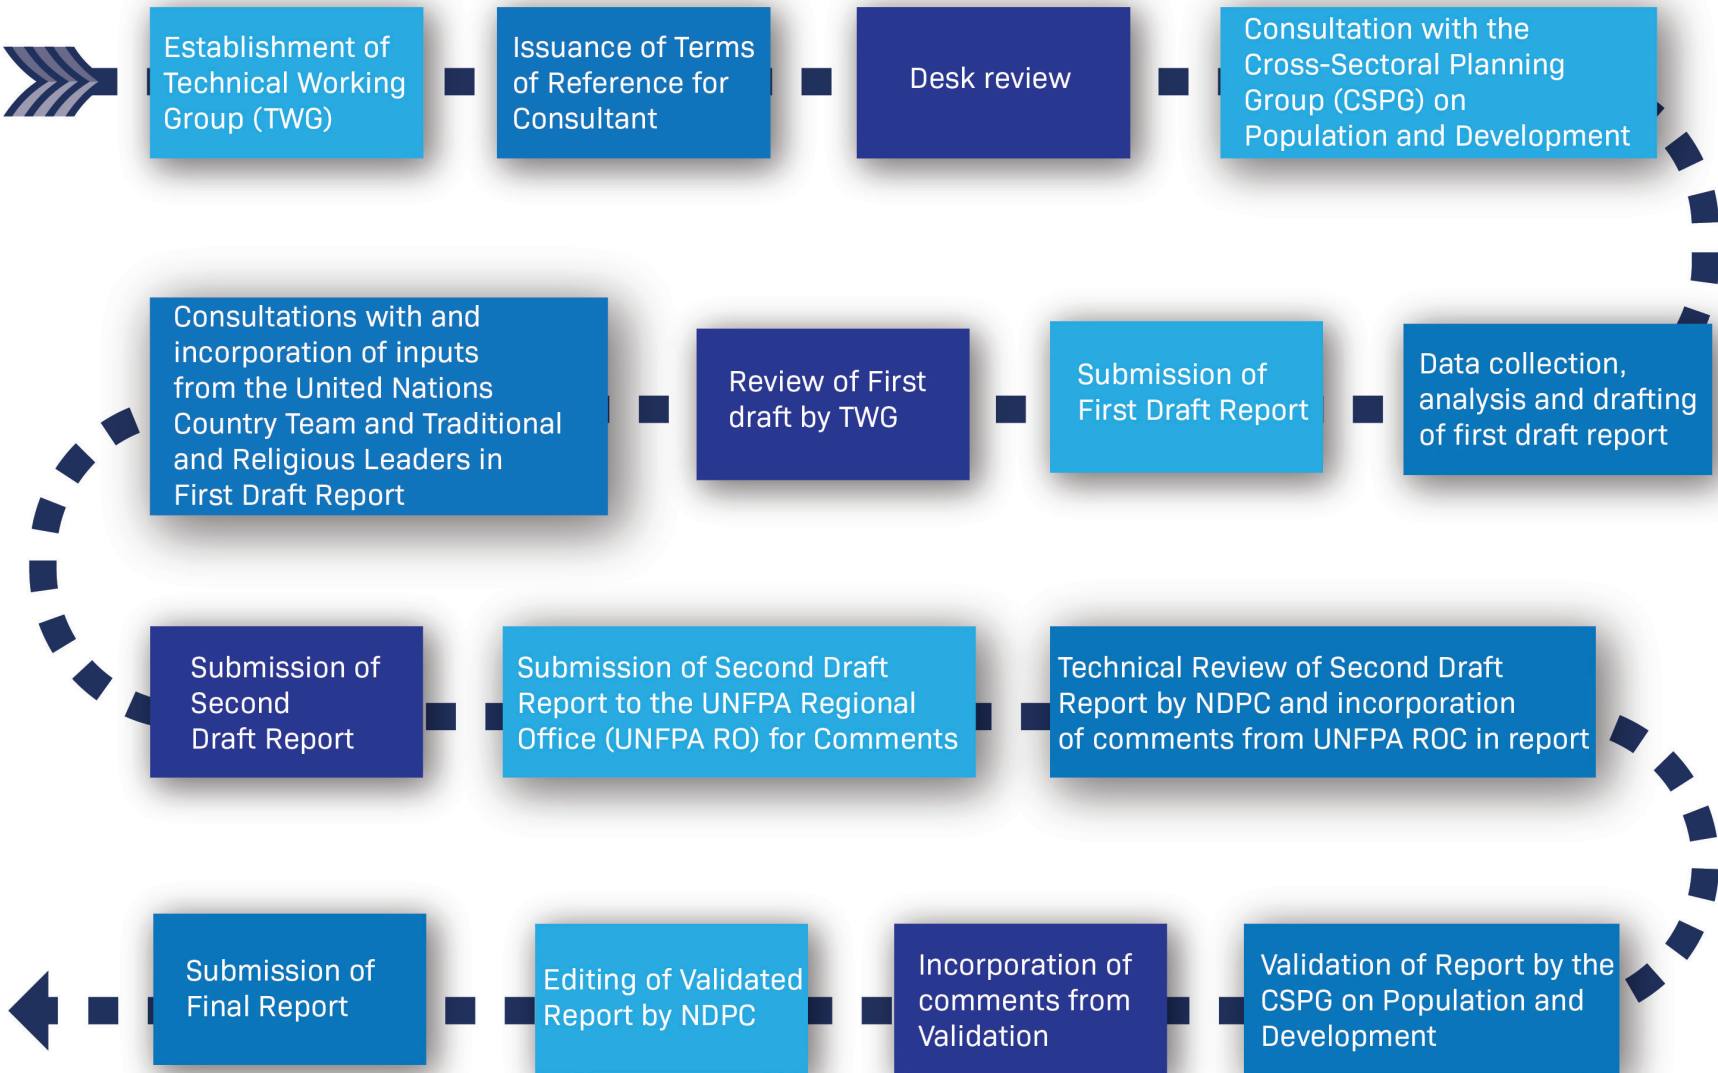 Establishment of
Technical Working
Group (TWG)
Issuance of Terms
of Reference for
Consultant
Desk review
Consultation with the
Cross-Sectoral Planning
Group (CSPG) on
Population and Development
Data collection,
analysis and drafting
of first draft report
Submission of
First Draft Report
Review of First
draft by TWG
Consultations with and
incorporation of inputs
from the United Nations
Country Team and Traditional
and Religious Leaders in
First Draft Report
Submission of
Second
Draft Report
Submission of Second Draft
Report to the UNFPA Regional
Office (UNFPA RO) for Comments
Technical Review of Second Draft
Report by NDPC and incorporation
of comments from UNFPA ROC in report
Validation of Report by the
CSPG on Population and
Development
Incorporation of
comments from
Validation
Editing of Validated
Report by NDPC
Submission of
Final Report